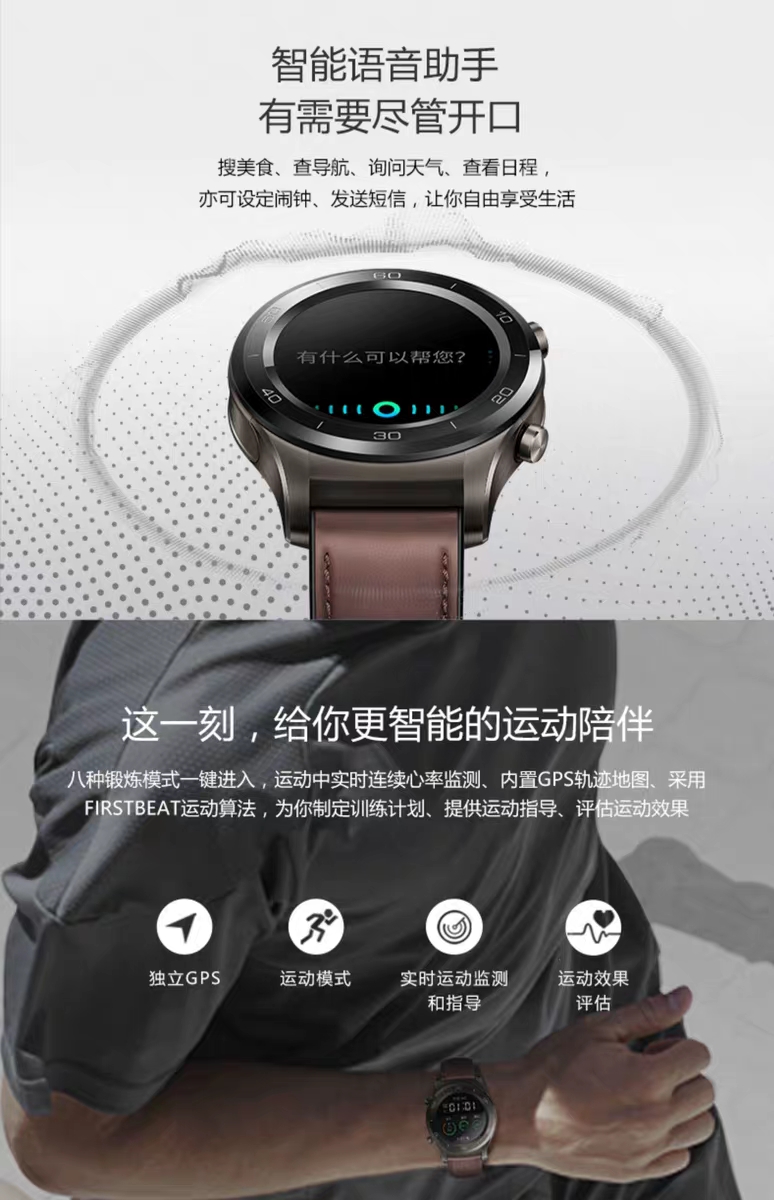 智能语音助手
有需要尽管开口
搜美食、查导航、询问天气、查看日程，
亦可设定闹钟、发送短信，让你自由享受生活
60
10
有什么可以帮您？
40
20
30
这一刻，给你更智能的运动陪伴
八种锻炼模式一键进入，运动中实时连续心率监测、内置GPS轨迹地图、采用
FIRSTBEAT运动算法，为你制定训练计划、提供运动指导、评估运动效果
独立GPS
运动模式
实时运动监测
和指导
运动效果
评估
01:01